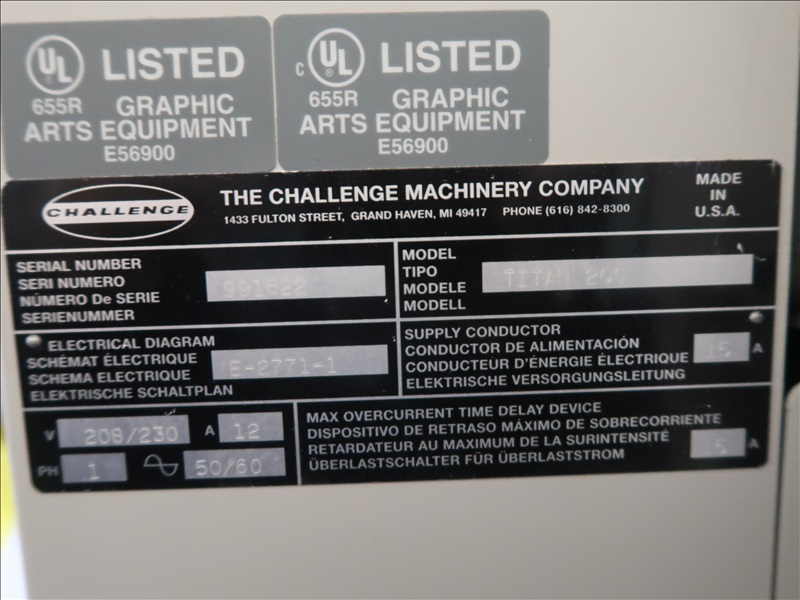 UL LISTED
655R GRAPHIC
ARTS EQUIPMENT
E56900
C UL LISTED
655R GRAPHIC
ARTS EQUIPMENT
E56900
CHALLENGE
THE CHALLENGE MACHINERY COMPANY
1433 FULTON STREET, GRAND HAVEN, MI 49417 PHONE (616) 842-8300
MADE
IN
U.S.A.
SERIAL NUMBER
SERI NUMERO
NÚMERO De SERIE
SERIENUMMER
991622
MODEL
TIPO
MODELE
MODELL
TITAN 200
ELECTRICAL DIAGRAM
SCHÉMAT ÉLECTRIQUE
SCHEMA ELECTRIQUE
ELEKTRISCHE SCHALTPLAN
E-2771-1
SUPPLY CONDUCTOR
CONDUCTOR DE ALIMENTACIÓN
CONDUCTEUR D'ÉNERGIE ÉLECTRIQUE
ELEKTRISCHE VERSORGUNGSLEITUNG
15 A
V 208/230 A 12
PH 1 50/60
MAX OVERCURRENT TIME DELAY DEVICE
DISPOSITIVO DE RETRASO MÁXIMO DE SOBRECORRIENTE
RETARDATEUR AU MAXIMUM DE LA SURINTENSITÉ
ÜBERLASTSCHALTER FÜR ÜBERLASTSTROM
15 A